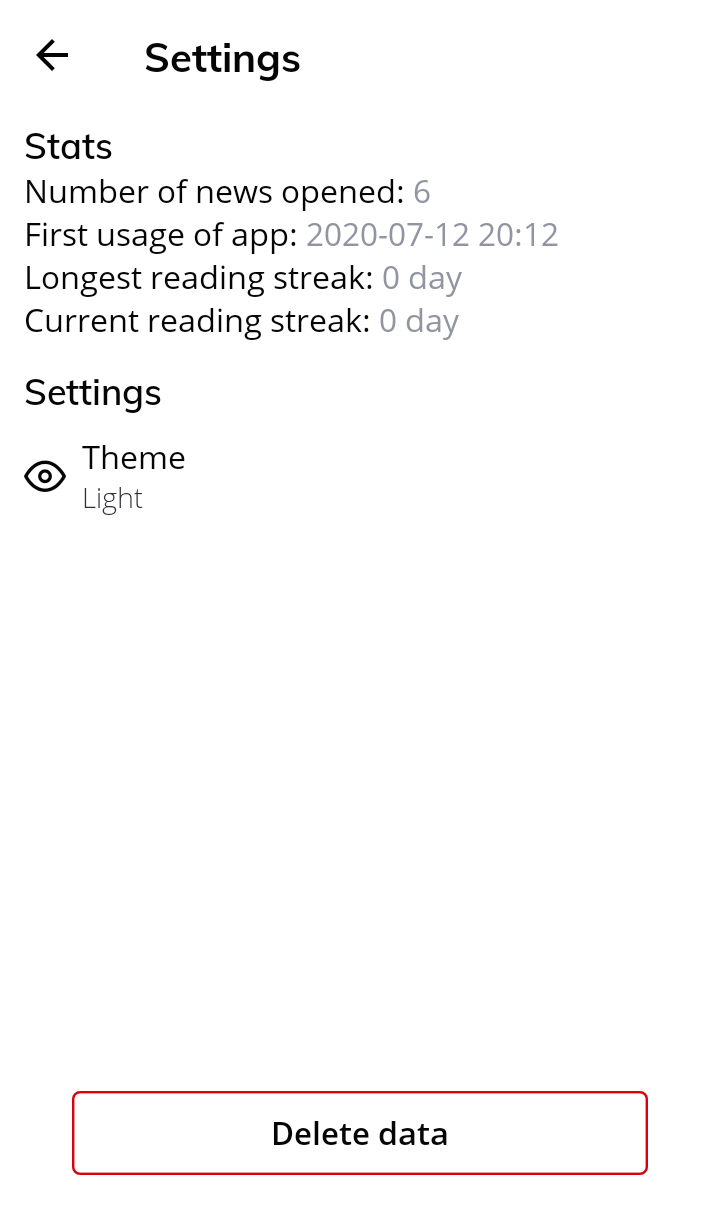 Settings
Stats
Number of news opened: 6
First usage of app: 2020-07-12 20:12
Longest reading streak: 0 day
Current reading streak: 0 day
Settings
Theme
Light
Delete data